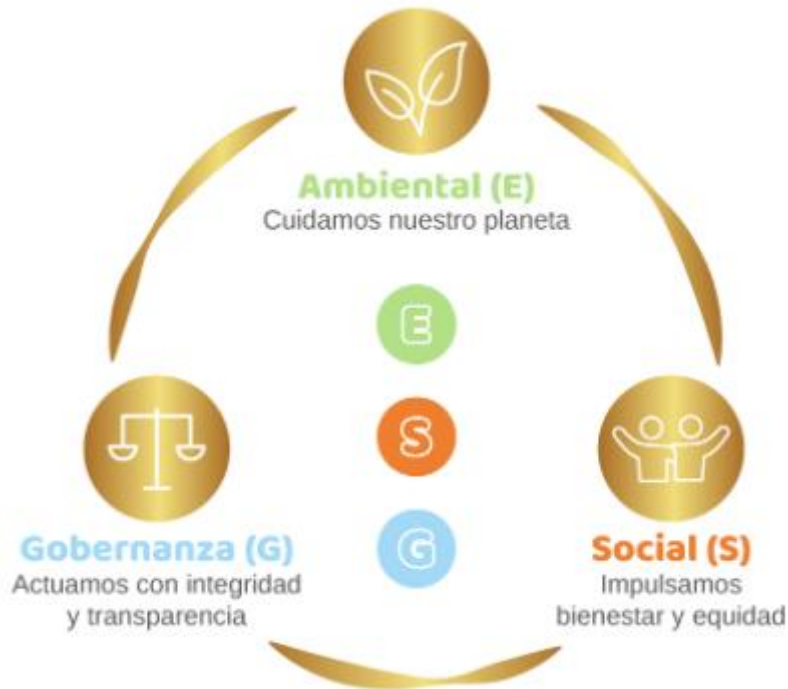 Ambiental (E)
Cuidamos nuestro planeta
E
S
G
Gobernanza (G)
Actuamos con integridad
y transparencia
Social (S)
Impulsamos
bienestar y equidad